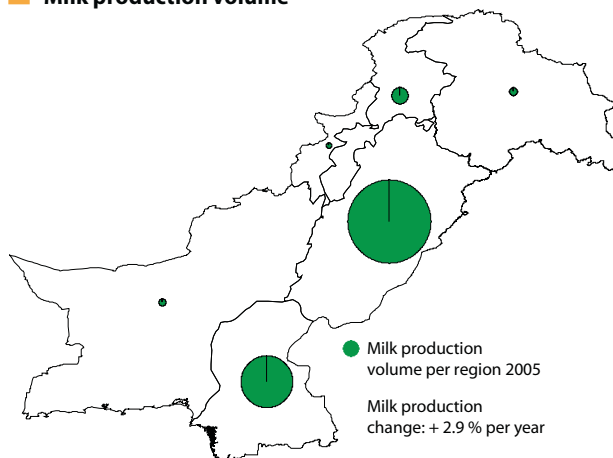 Milk production volume
Milk production
volume per region 2005
Milk production
change: + 2.9 % per year